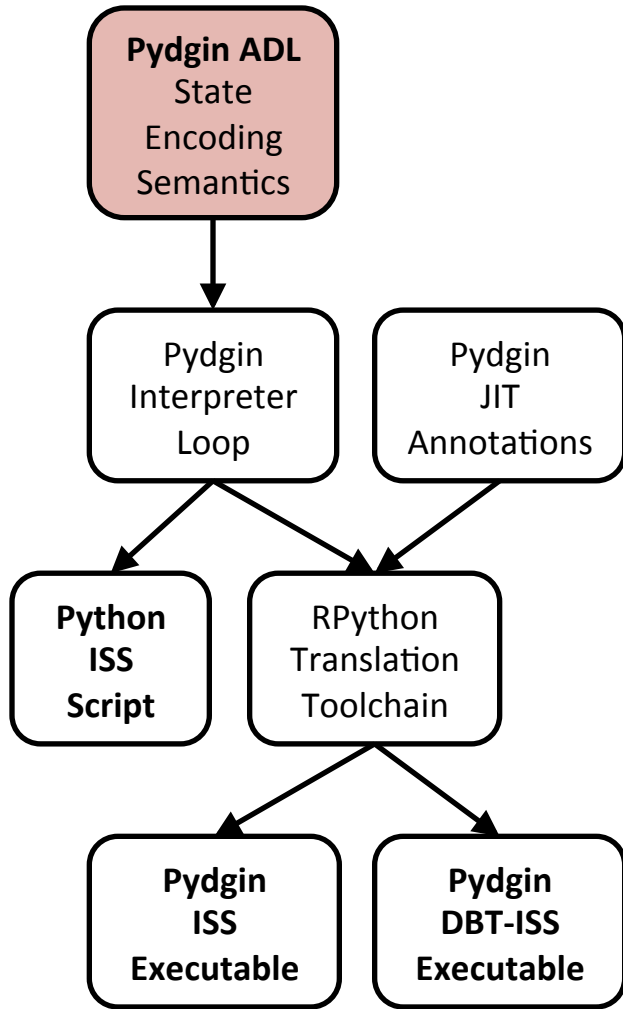 Pydgin ADL
State
Encoding
Semantics
Pydgin
Interpreter
Loop
Pydgin
JIT
Annotations
Python
ISS
Script
RPython
Translation
Toolchain
Pydgin
ISS
Executable
Pydgin
DBT-ISS
Executable